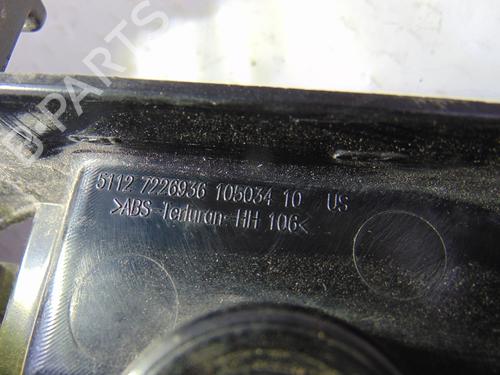 B-PARTS
5112 7226936 105034 10 US
>ABS-Terluran-HH 106<